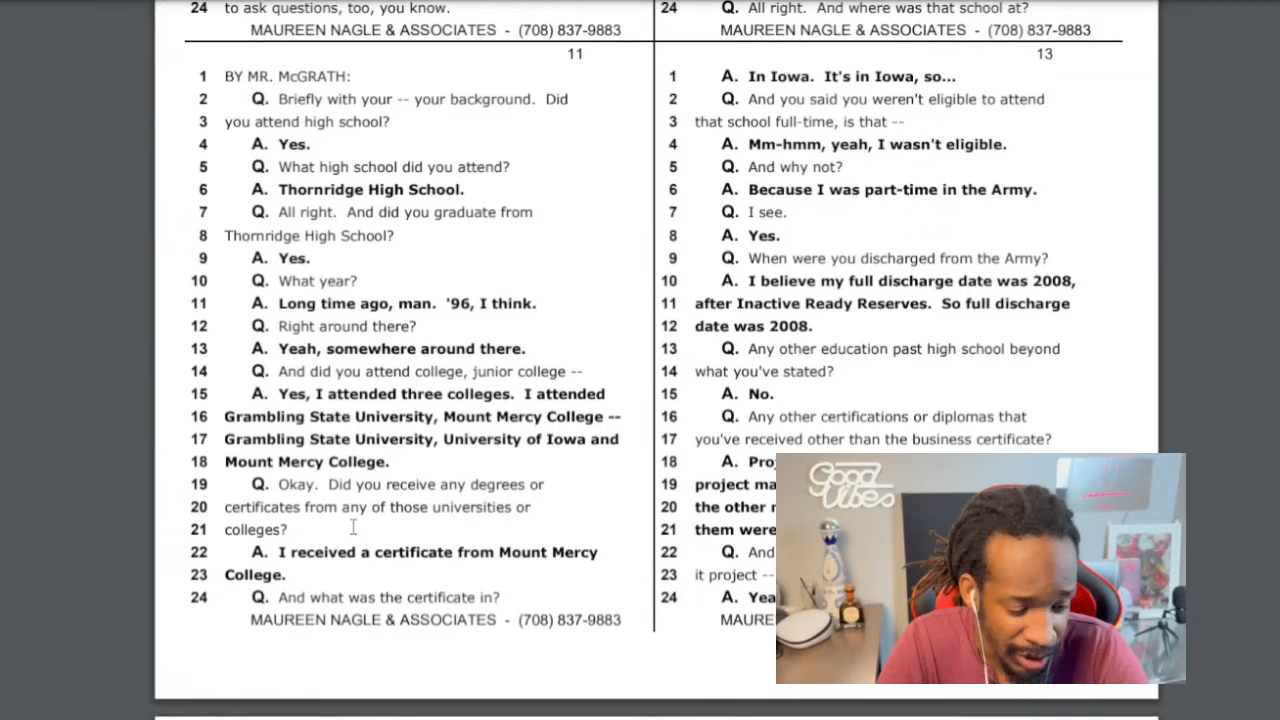 24 to ask questions, too, you know.
MAUREEN NAGLE & ASSOCIATES - (708) 837-9883
11
1 BY MR. McGRATH:
2 Q. Briefly with your -- your background. Did
3 you attend high school?
4 A. Yes.
5 Q. What high school did you attend?
6 A. Thornridge High School.
7 Q. All right. And did you graduate from
8 Thornridge High School?
9 A. Yes.
10 Q. What year?
11 A. Long time ago, man. '96, I think.
12 Q. Right around there?
13 A. Yeah, somewhere around there.
14 Q. And did you attend college, junior college --
15 A. Yes, I attended three colleges. I attended
16 Grambling State University, Mount Mercy College --
17 Grambling State University, University of Iowa and
18 Mount Mercy College.
19 Q. Okay. Did you receive any degrees or
20 certificates from any of those universities or
21 colleges?
22 A. I received a certificate from Mount Mercy
23 College.
24 Q. And what was the certificate in?
MAUREEN NAGLE & ASSOCIATES - (708) 837-9883
24 Q. All right. And where was that school at?
MAUREEN NAGLE & ASSOCIATES - (708) 837-9883
13
1 A. In Iowa. It's in Iowa, so...
2 Q. And you said you weren't eligible to attend
3 that school full-time, is that --
4 A. Mm-hmm, yeah, I wasn't eligible.
5 Q. And why not?
6 A. Because I was part-time in the Army.
7 Q. I see.
8 A. Yes.
9 Q. When were you discharged from the Army?
10 A. I believe my full discharge date was 2008,
11 after Inactive Ready Reserves. So full discharge
12 date was 2008.
13 Q. Any other education past high school beyond
14 what you've stated?
15 A. No.
16 Q. Any other certifications or diplomas that
17 you've received other than the business certificate?
18 A.
19 project
20 the other
21 them were
22 Q. And
23 it project --
24 A.
good
vibes